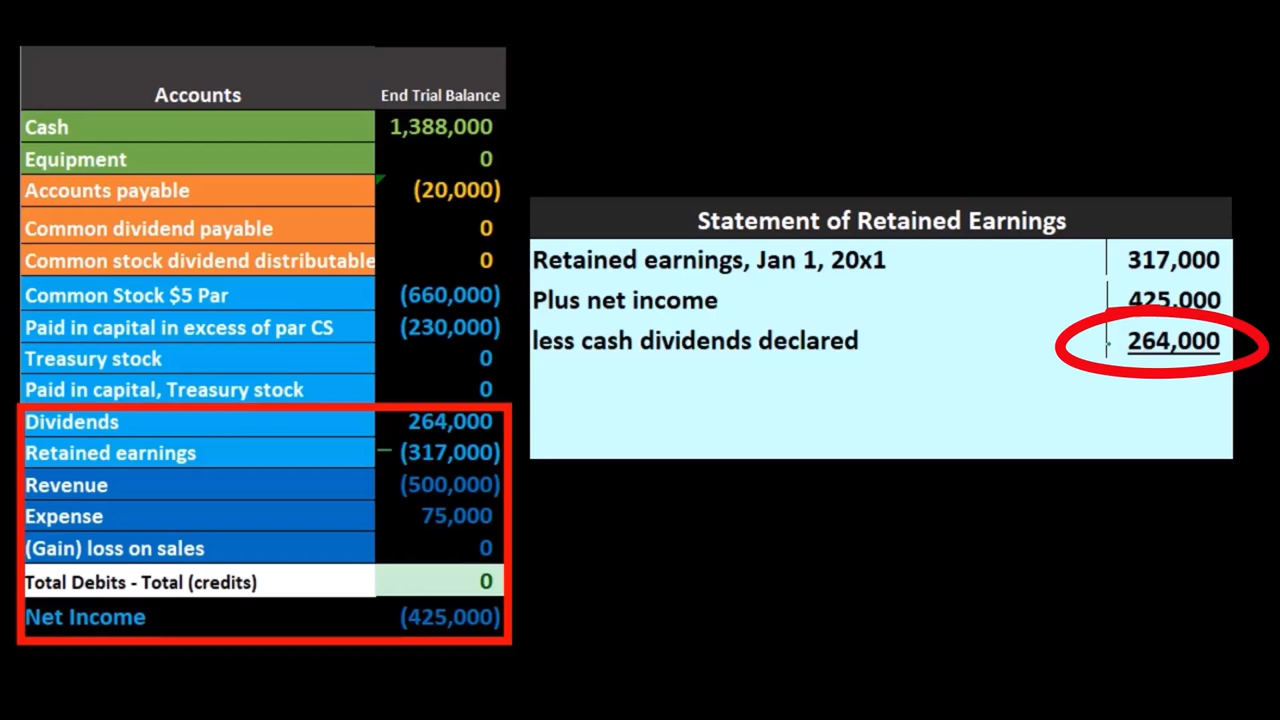 Accounts End Trial Balance
Cash 1,388,000
Equipment 0
Accounts payable (20,000)
Common dividend payable 0
Common stock dividend distributable 0
Common Stock $5 Par (660,000)
Paid in capital in excess of par CS (230,000)
Treasury stock 0
Paid in capital, Treasury stock 0
Dividends 264,000
Retained earnings (317,000)
Revenue (500,000)
Expense 75,000
(Gain) loss on sales 0
Total Debits - Total (credits) 0
Net Income (425,000)
Statement of Retained Earnings
Retained earnings, Jan 1, 20x1 317,000
Plus net income 425,000
less cash dividends declared 264,000